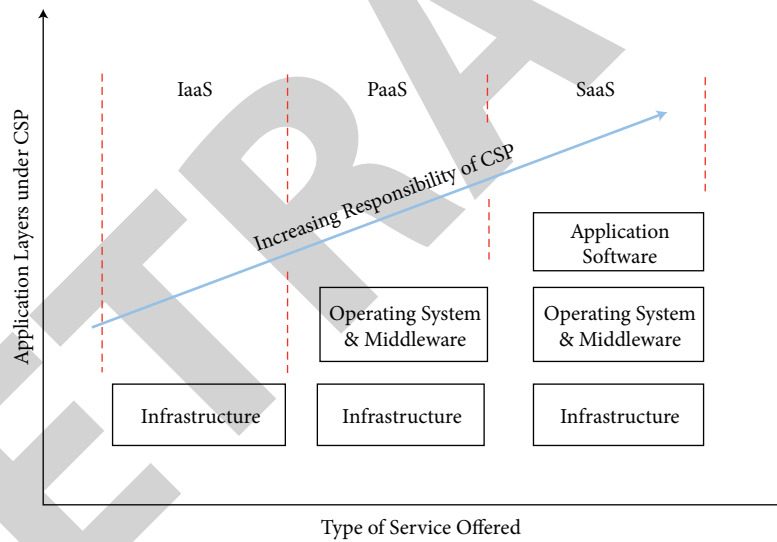 IaaS
PaaS
SaaS
Application Layers under CSP
Increasing Responsibility of CSP
Application
Software
Operating System
& Middleware
Operating System
& Middleware
Infrastructure
Infrastructure
Infrastructure
Type of Service Offered
ETRA